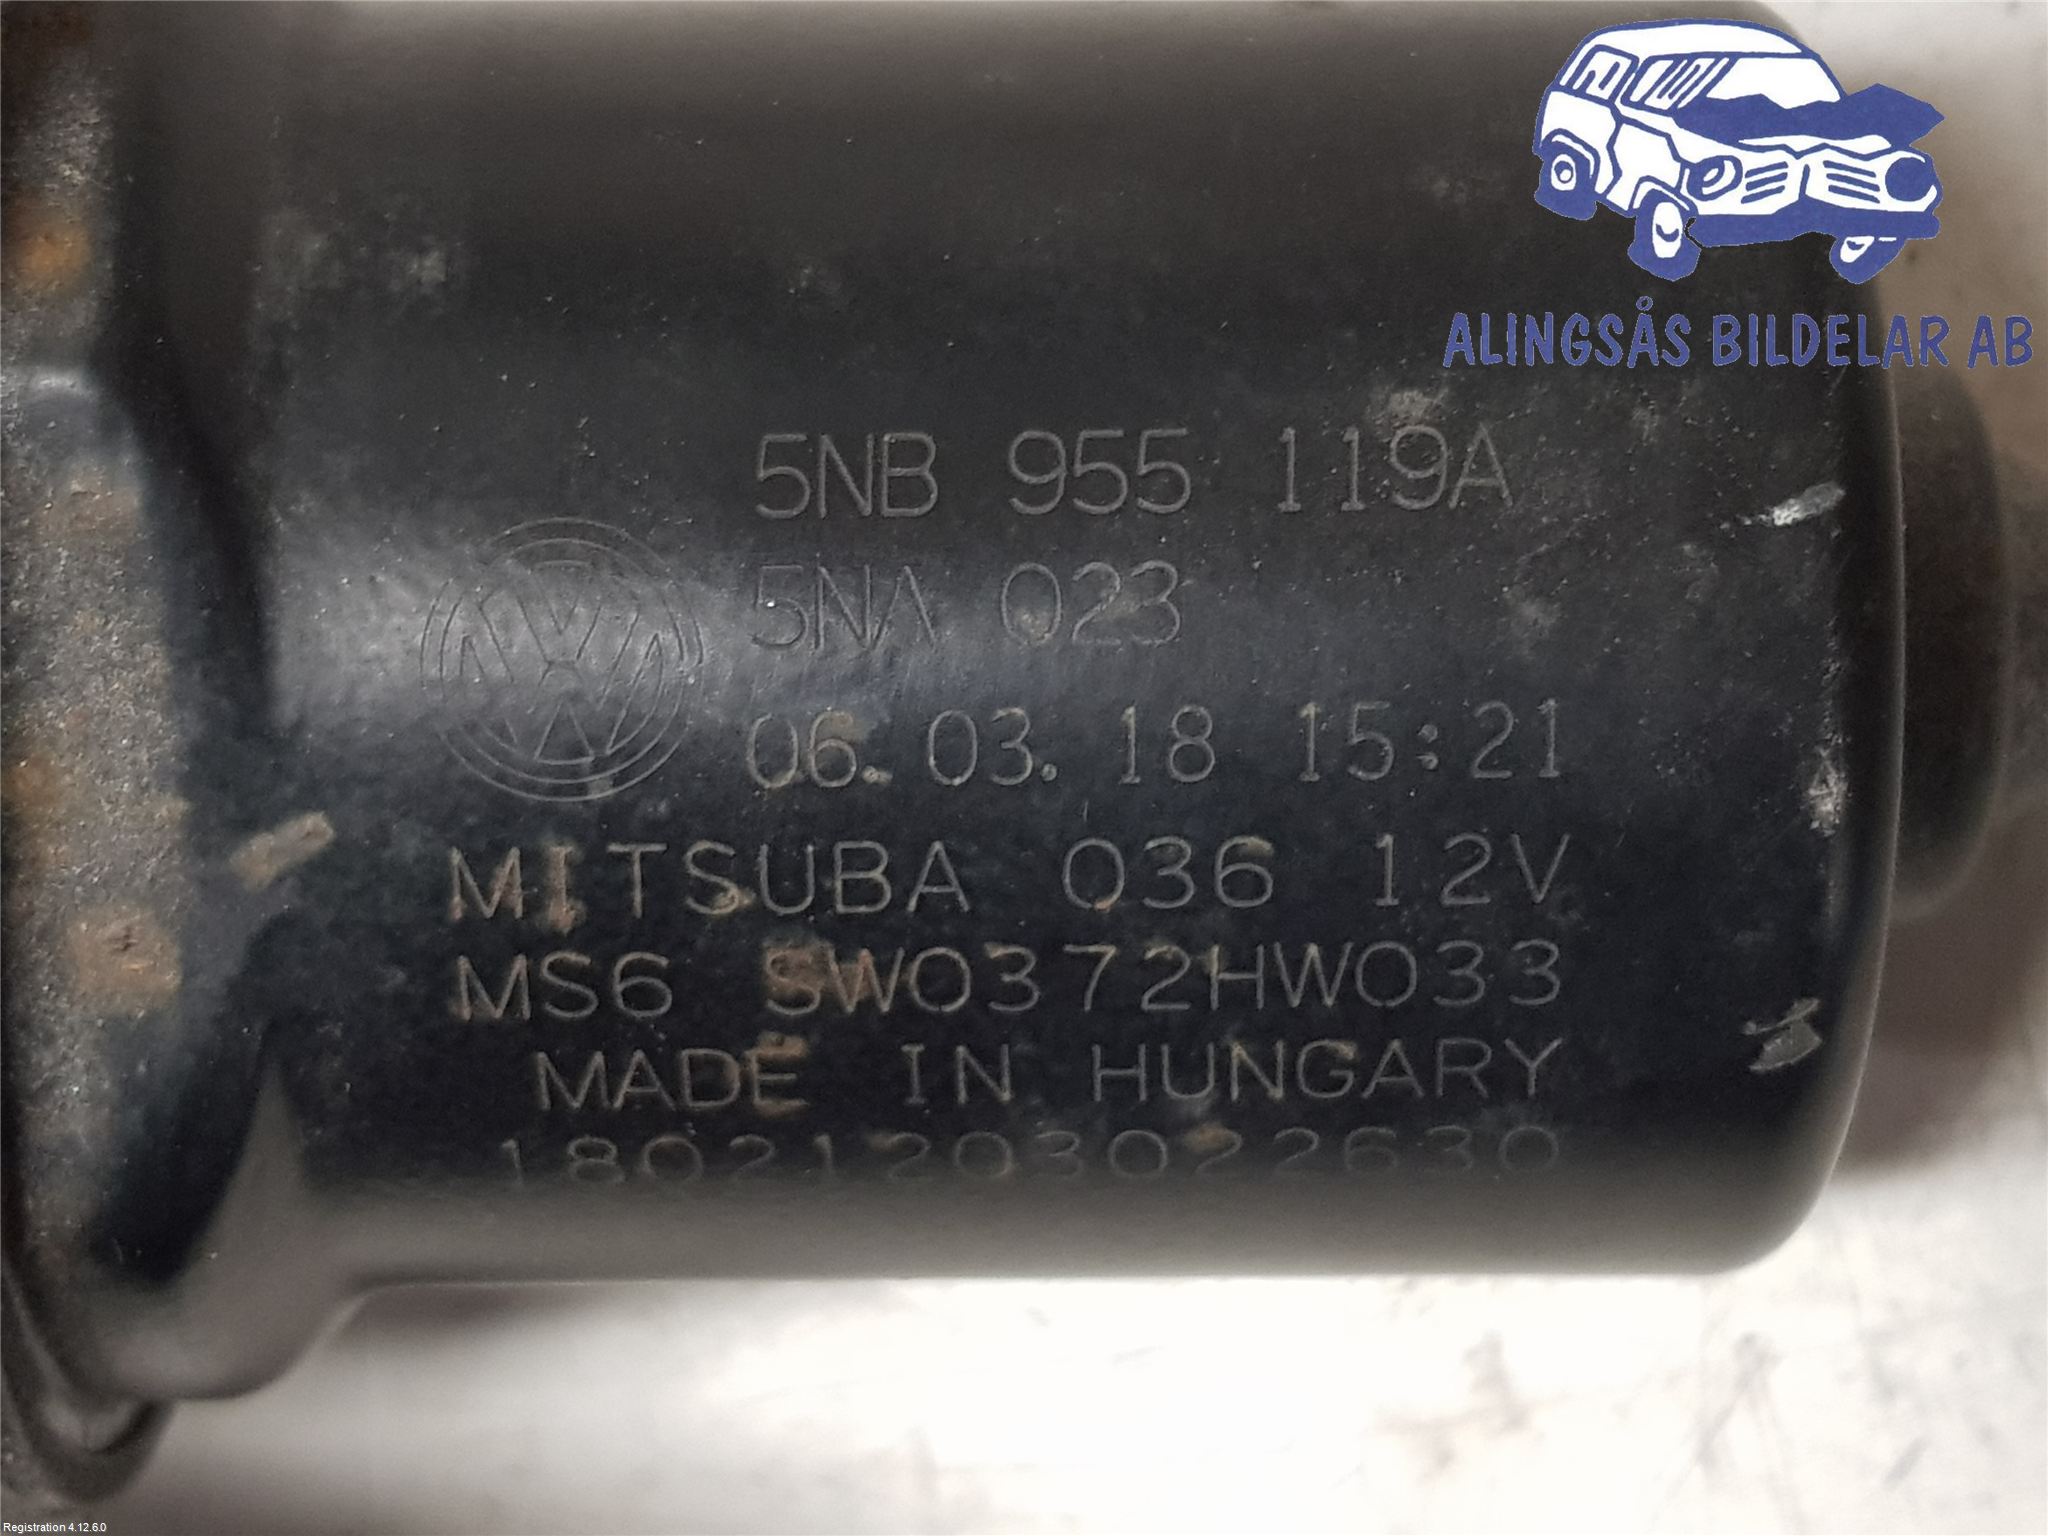 ALINGSÅS BILDELAR AB
5NB 955 119A
5NA 023
06.03.18 15:21
MITSUBA 036 12V
MS6 SW0372HW033
MADE IN HUNGARY
18021203022630
Registration 4.12.6.0